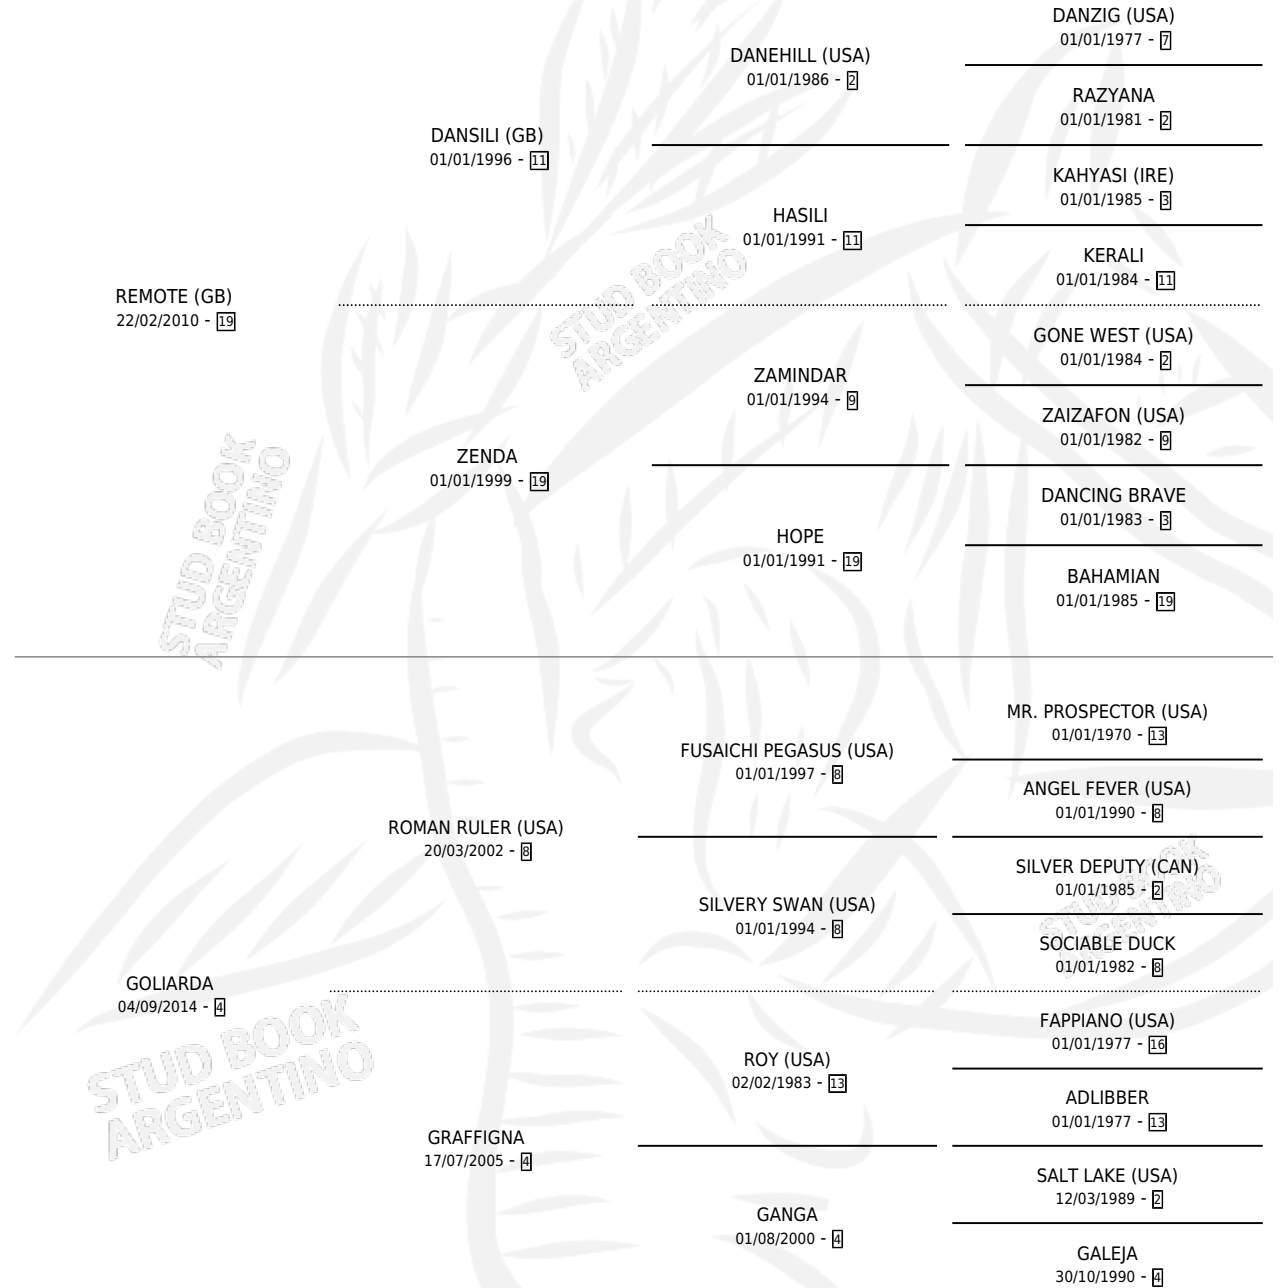 DANZIG (USA)
01/01/1977 - 7
DANEHILL (USA)
01/01/1986 - 2
RAZYANA
01/01/1981 - 2
DANSILI (GB)
01/01/1996 - 11
KAHYASI (IRE)
01/01/1985 - 3
HASILI
01/01/1991 - 11
KERALI
01/01/1984 - 11
REMOTE (GB)
22/02/2010 - 19
GONE WEST (USA)
01/01/1984 - 2
ZAMINDAR
01/01/1994 - 9
ZAIZAFON (USA)
01/01/1982 - 9
ZENDA
01/01/1999 - 19
DANCING BRAVE
01/01/1983 - 3
HOPE
01/01/1991 - 19
BAHAMIAN
01/01/1985 - 19
MR. PROSPECTOR (USA)
01/01/1970 - 13
FUSAICHI PEGASUS (USA)
01/01/1997 - 8
ANGEL FEVER (USA)
01/01/1990 - 8
ROMAN RULER (USA)
20/03/2002 - 8
SILVER DEPUTY (CAN)
01/01/1985 - 2
SILVERY SWAN (USA)
01/01/1994 - 8
SOCIABLE DUCK
01/01/1982 - 8
GOLIARDA
04/09/2014 - 4
FAPPIANO (USA)
01/01/1977 - 16
ROY (USA)
02/02/1983 - 13
ADLIBBER
01/01/1977 - 13
GRAFFIGNA
17/07/2005 - 4
SALT LAKE (USA)
12/03/1989 - 2
GANGA
01/08/2000 - 4
GALEJA
30/10/1990 - 4
STUD BOOK
ARGENTINO
STUD BOOK
ARGENTINO
STUD BOOK
ARGENTINO
STUD BOOK
ARGENTINO